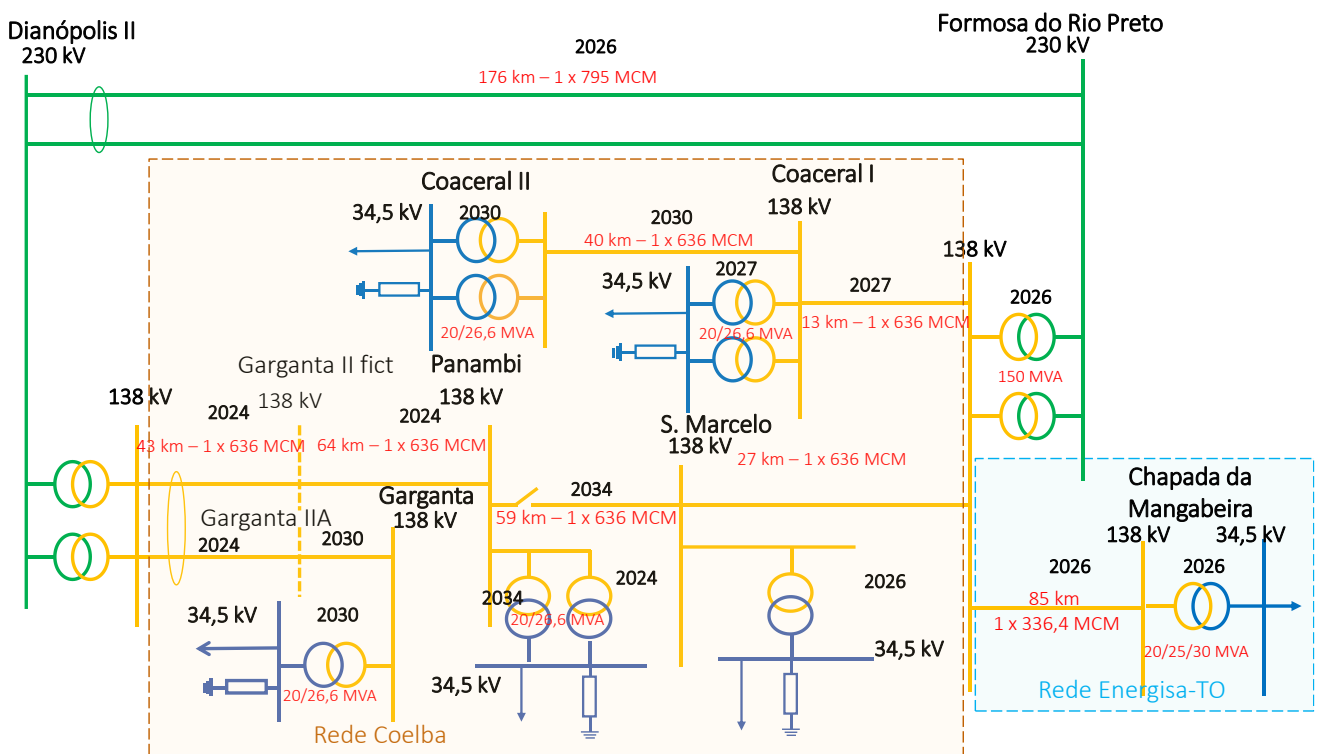 Dianópolis II
230 kV
Formosa do Rio Preto
230 kV
2026
176 km – 1 x 795 MCM
Coaceral II
34,5 kV
2030
20/26,6 MVA
2030
40 km – 1 x 636 MCM
Coaceral I
138 kV
34,5 kV
2027
20/26,6 MVA
2027
13 km – 1 x 636 MCM
138 kV
2026
150 MVA
Garganta II fict
138 kV
Panambi
138 kV
138 kV
2024
43 km – 1 x 636 MCM
2024
64 km – 1 x 636 MCM
S. Marcelo
138 kV
27 km – 1 x 636 MCM
Garganta
138 kV
2034
59 km – 1 x 636 MCM
Garganta IIA
2024
2030
2034
2024
20/26,6 MVA
34,5 kV
2026
34,5 kV
34,5 kV
2030
20/26,6 MVA
Rede Coelba
Chapada da
Mangabeira
138 kV
34,5 kV
2026
85 km
1 x 336,4 MCM
2026
20/25/30 MVA
Rede Energisa-TO